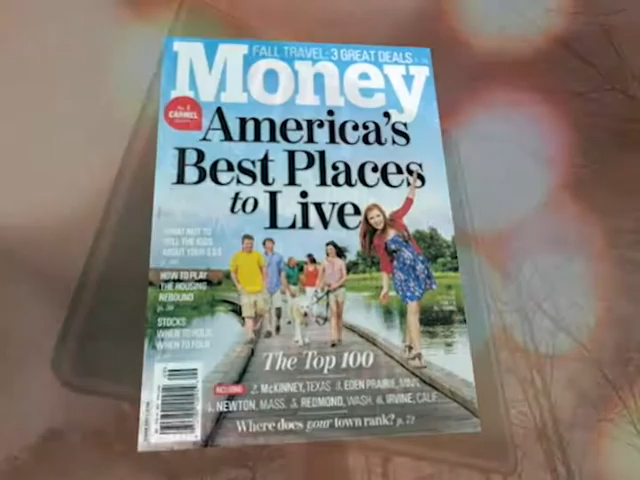 FALL TRAVEL: 3 GREAT DEALS
Money
No. 1
CARMEL
America's
Best Places
to Live
WHAT NOT TO
TELL THE KIDS
ABOUT YOUR $$$
HOW TO PLAY
THE HOUSING
REBOUND
STOCKS:
WHEN TO HOLD,
WHEN TO FOLD
The Top 100
INCLUDING 2. McKINNEY, TEXAS 3. EDEN PRAIRIE, MINN.
4. NEWTON, MASS. 5. REDMOND, WASH. 6. IRVINE, CALIF.
Where does your town rank? p. 72